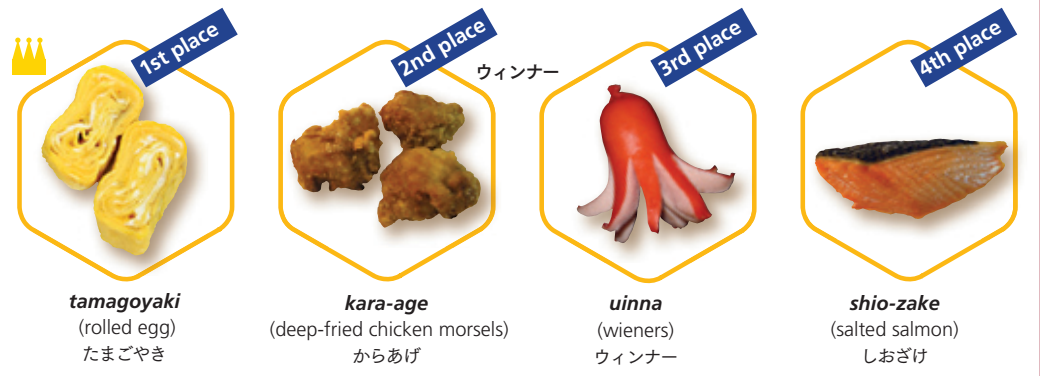 1st place
tamagoyaki
(rolled egg)
たまごやき
2nd place
kara-age
(deep-fried chicken morsels)
からあげ
ウィンナー
3rd place
uinna
(wieners)
ウィンナー
4th place
shio-zake
(salted salmon)
しおざけ